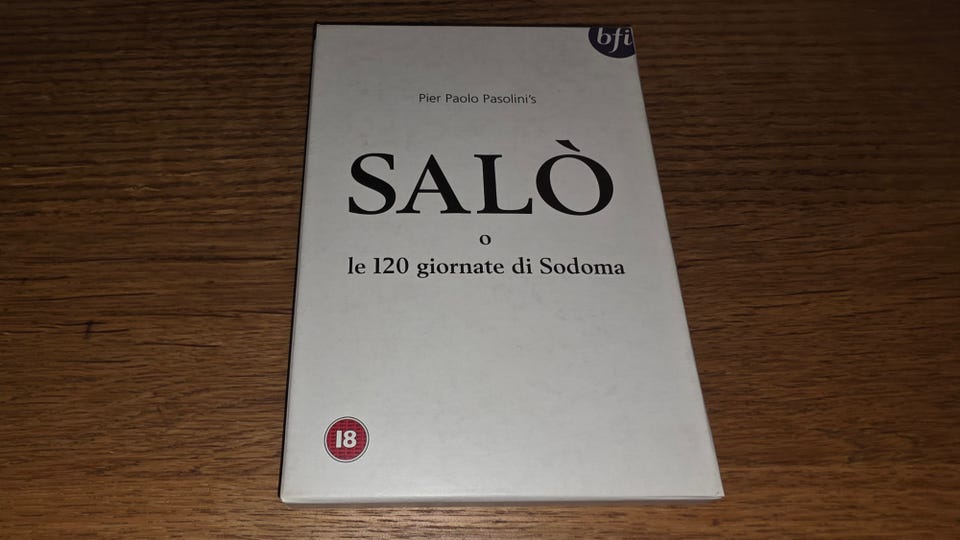 bfi
Pier Paolo Pasolini's
SALÒ
o
le 120 giornate di Sodoma
18